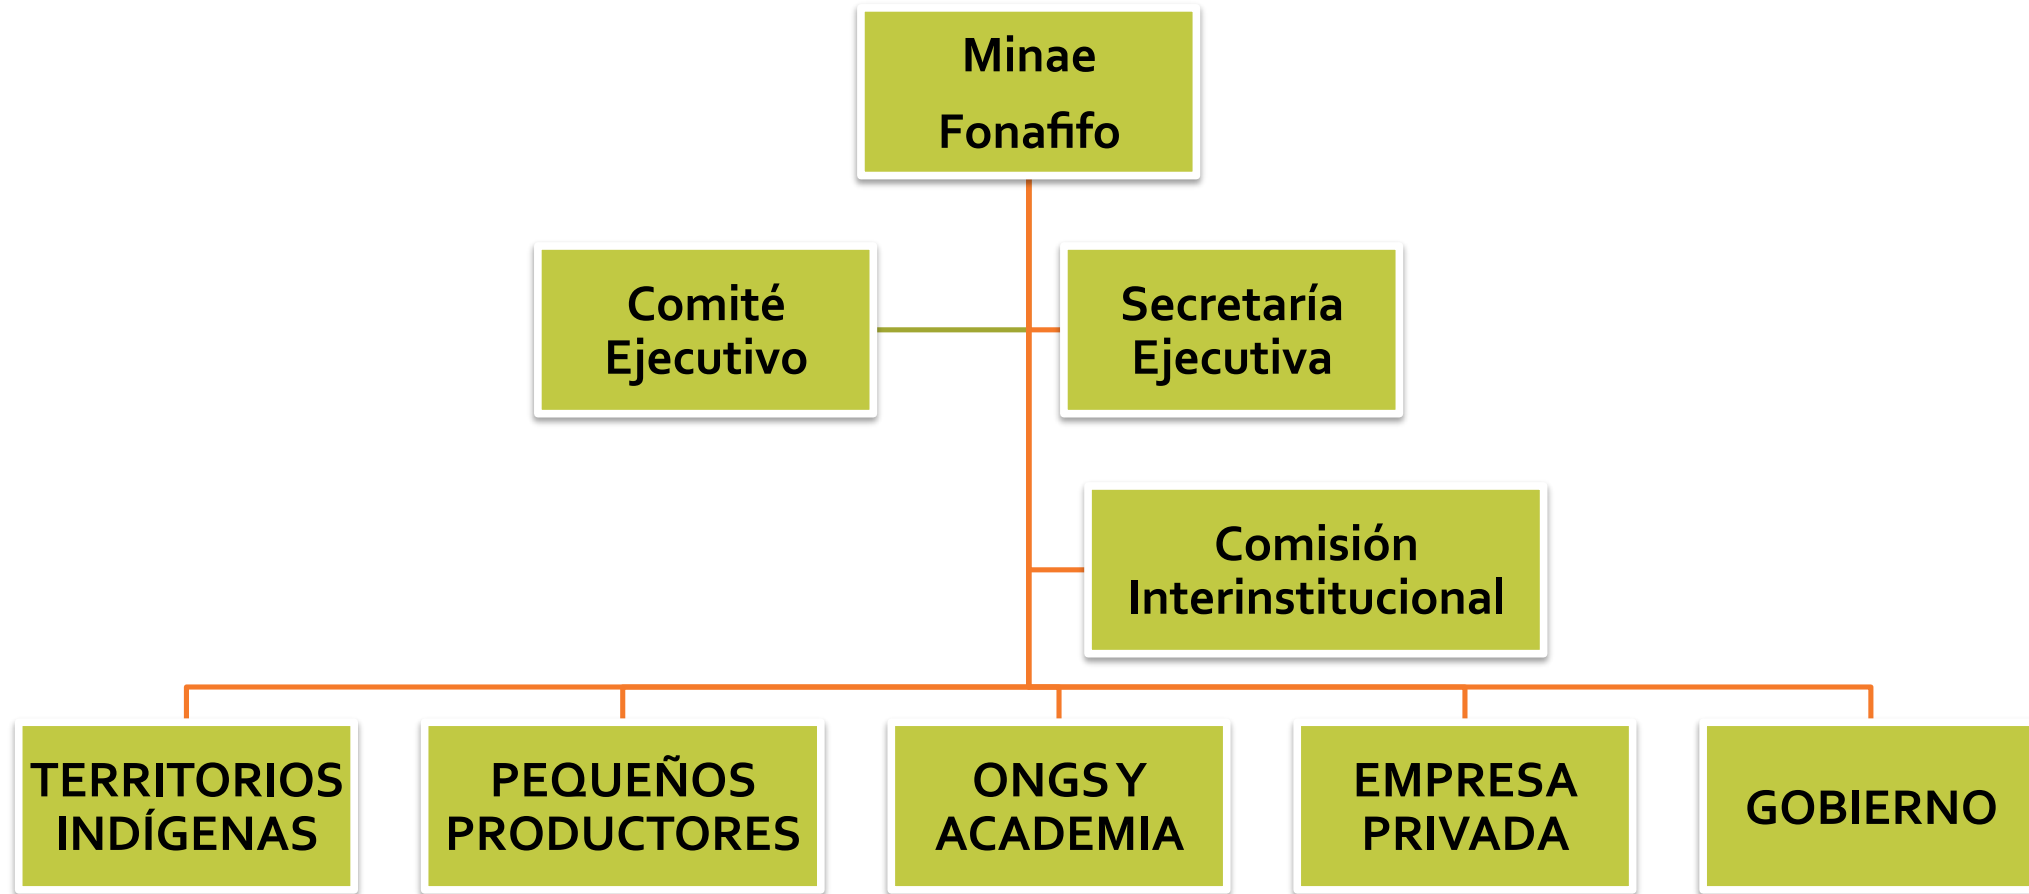 Minae
Fonafifo
Comité
Ejecutivo
Secretaría
Ejecutiva
Comisión
Interinstitucional
TERRITORIOS
INDÍGENAS
PEQUEÑOS
PRODUCTORES
ONGS Y
ACADEMIA
EMPRESA
PRIVADA
GOBIERNO